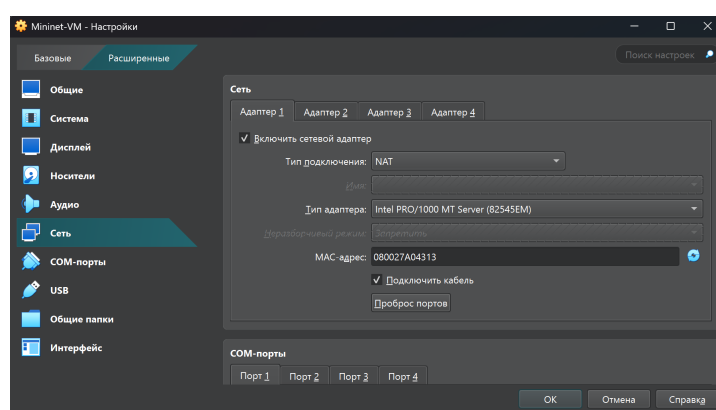 Mininet-VM - Настройки
Базовые Расширенные Поиск настроек
Общие
Система
Дисплей
Носители
Аудио
Сеть
COM-порты
USB
Общие папки
Интерфейс
Сеть
Адаптер 1 Адаптер 2 Адаптер 3 Адаптер 4
Включить сетевой адаптер
Тип подключения: NAT
Имя:
Тип адаптера: Intel PRO/1000 MT Server (82545EM)
Неразборчивый режим: Запретить
MAC-адрес: 080027A04313
Подключить кабель
Проброс портов
COM-порты
Порт 1 Порт 2 Порт 3 Порт 4
OK Отмена Справка